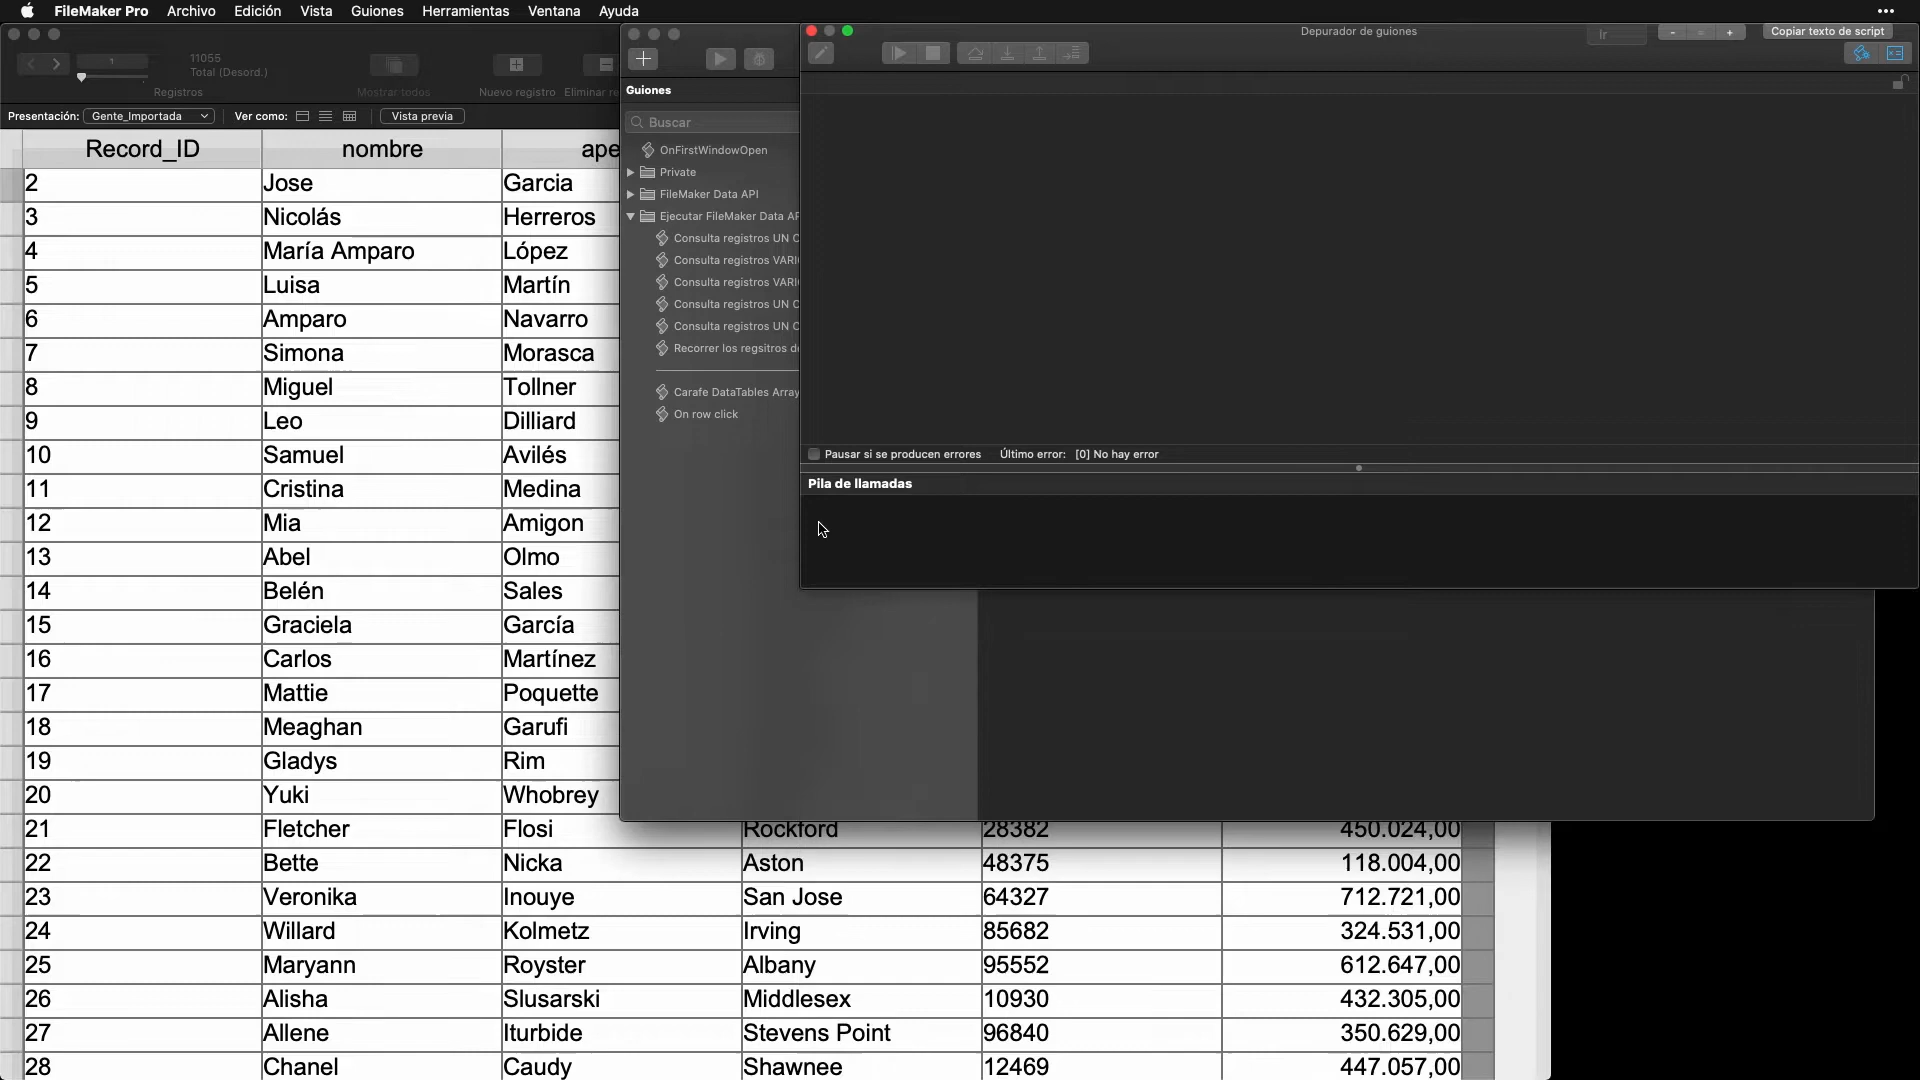 FileMaker Pro Archivo Edición Vista Guiones Herramientas Ventana Ayuda
Depurador de guiones
Ir
- = +
Copiar texto de script
1
11055
Total (Desord.)
Registros
Mostrar todos
Nuevo registro
Eliminar re
Presentación: Gente_Importada
Ver como:
Vista previa
Guiones
Buscar
OnFirstWindowOpen
Private
FileMaker Data API
Ejecutar FileMaker Data AP
Consulta registros UN C
Consulta registros VARI
Consulta registros VARI
Consulta registros UN C
Consulta registros UN C
Recorrer los regsitros de
Carafe DataTables Array
On row click
Pausar si se producen errores Último error: [0] No hay error
Pila de llamadas
Record_ID nombre ape
2 Jose Garcia
3 Nicolás Herreros
4 María Amparo López
5 Luisa Martín
6 Amparo Navarro
7 Simona Morasca
8 Miguel Tollner
9 Leo Dilliard
10 Samuel Avilés
11 Cristina Medina
12 Mia Amigon
13 Abel Olmo
14 Belén Sales
15 Graciela García
16 Carlos Martínez
17 Mattie Poquette
18 Meaghan Garufi
19 Gladys Rim
20 Yuki Whobrey
21 Fletcher Flosi Rockford 28382 450.024,00
22 Bette Nicka Aston 48375 118.004,00
23 Veronika Inouye San Jose 64327 712.721,00
24 Willard Kolmetz Irving 85682 324.531,00
25 Maryann Royster Albany 95552 612.647,00
26 Alisha Slusarski Middlesex 10930 432.305,00
27 Allene Iturbide Stevens Point 96840 350.629,00
28 Chanel Caudy Shawnee 12469 447.057,00